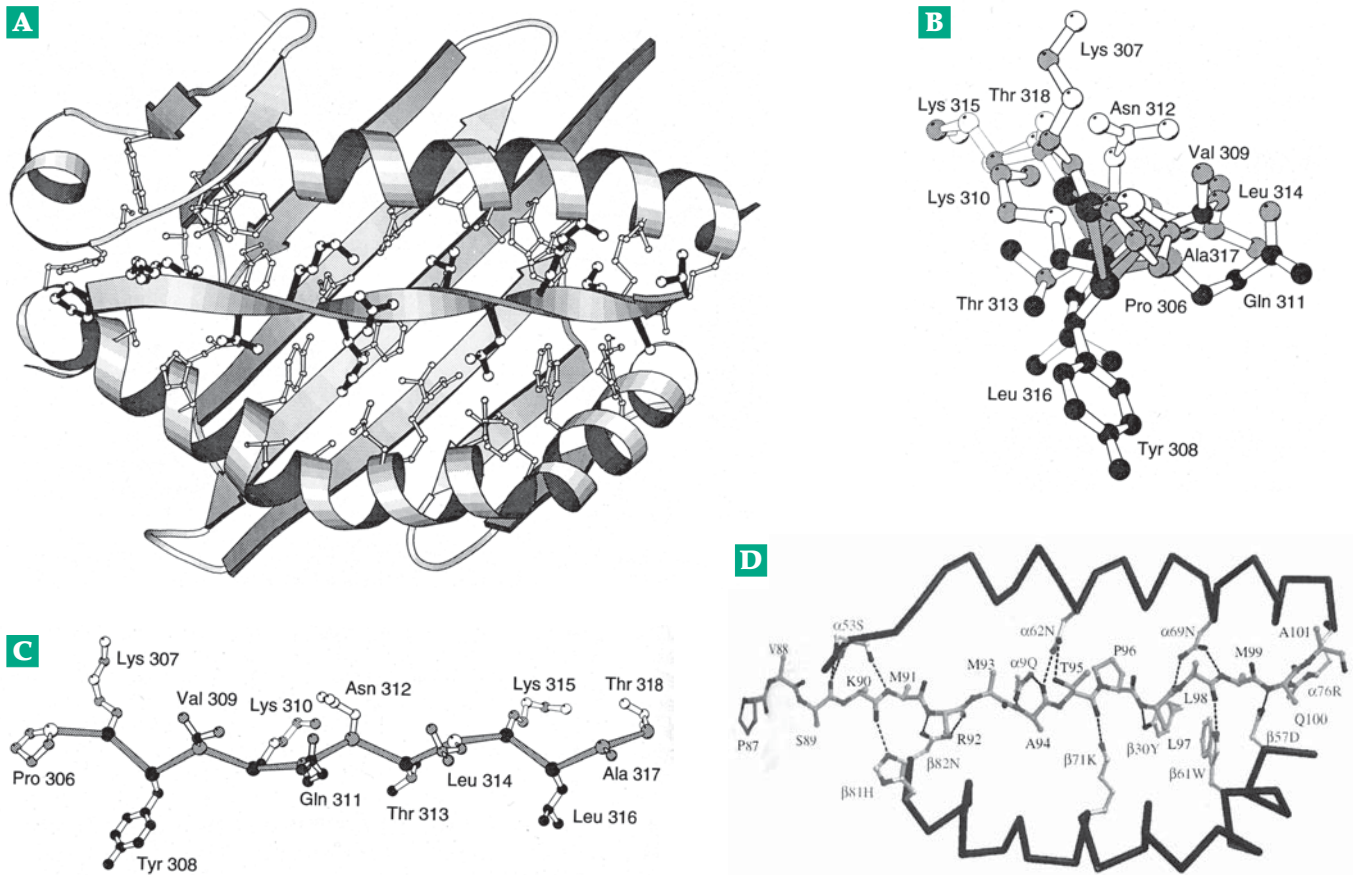 A
B
Lys 307
Thr 318
Lys 315
Asn 312
Val 309
Leu 314
Lys 310
Ala317
Thr 313
Pro 306
Gln 311
Leu 316
Tyr 308
C
Lys 307
Val 309
Lys 310
Asn 312
Lys 315
Thr 318
Pro 306
Gln 311
Thr 313
Leu 314
Ala 317
Leu 316
Tyr 308
D
α53S
α62N
α69N
A101
V88
K90
M91
M93
α9Q
T95
P96
M99
α76R
P87
S89
R92
A94
L98
L97
Q100
β82N
β81H
β71K
β30Y
β61W
β57D